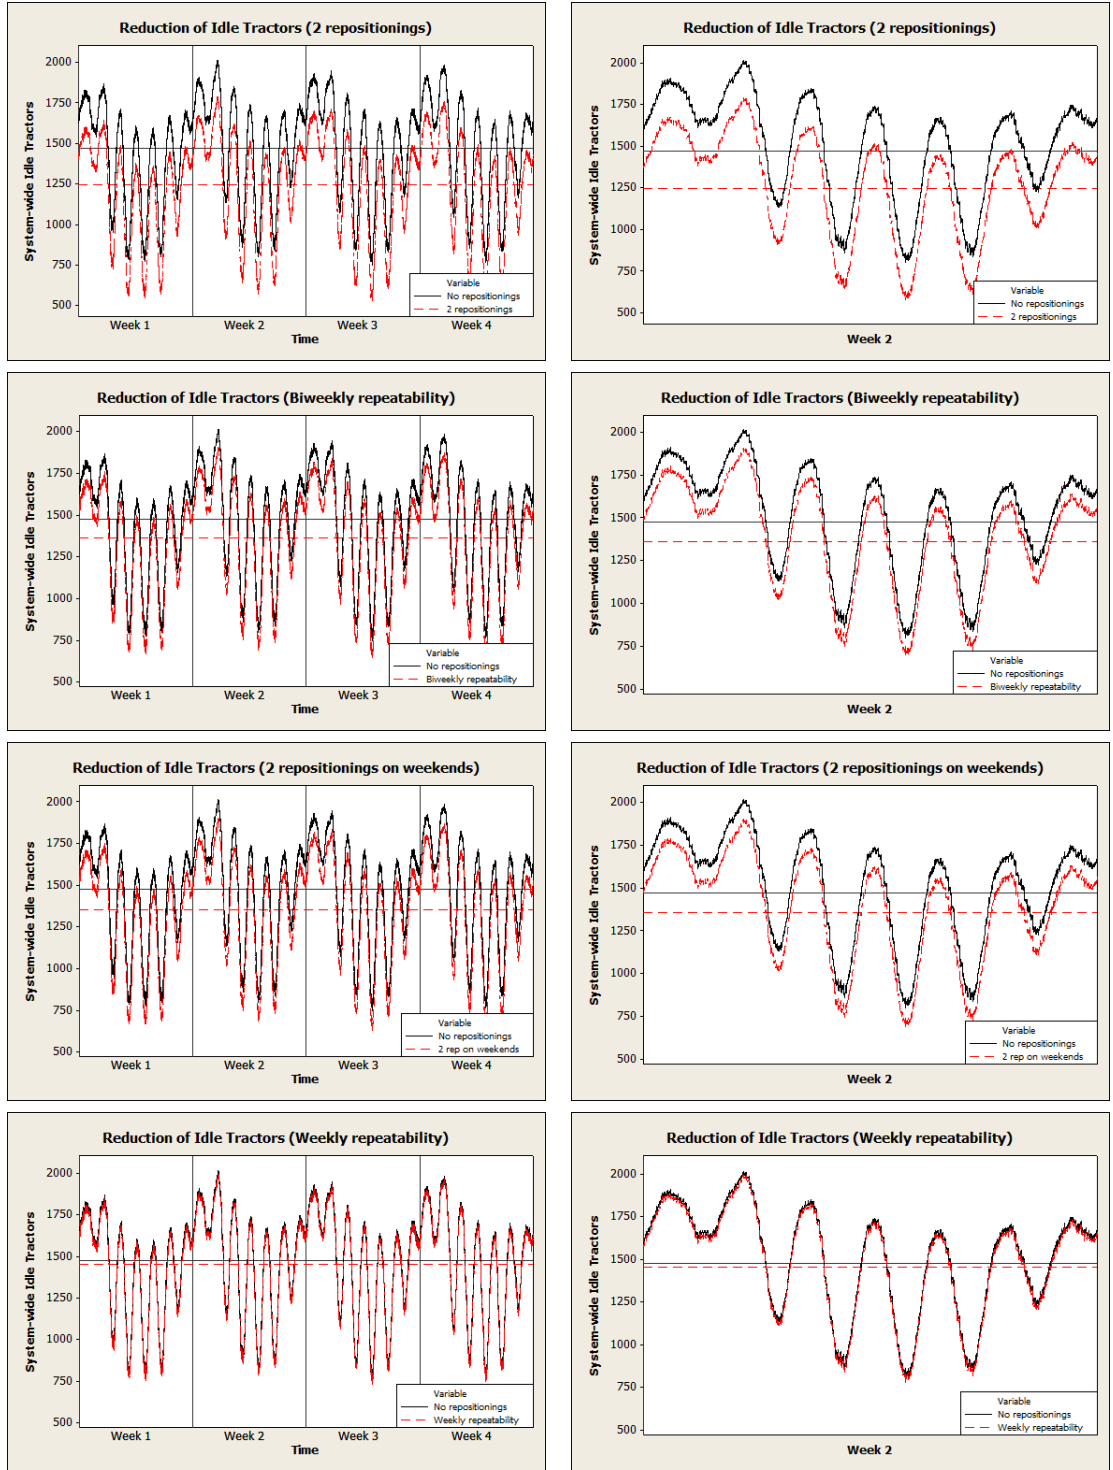 Reduction of Idle Tractors (2 repositionings)
System-wide Idle Tractors
2000
1750
1500
1250
1000
750
500
Variable
No repositionings
2 repositionings
Week 1
Week 2
Week 3
Week 4
Time
Reduction of Idle Tractors (2 repositionings)
System-wide Idle Tractors
2000
1750
1500
1250
1000
750
500
Variable
No repositionings
2 repositionings
Week 2
Reduction of Idle Tractors (Biweekly repeatability)
System-wide Idle Tractors
2000
1750
1500
1250
1000
750
500
Variable
No repositionings
Biweekly repeatability
Week 1
Week 2
Week 3
Week 4
Time
Reduction of Idle Tractors (Biweekly repeatability)
System-wide Idle Tractors
2000
1750
1500
1250
1000
750
500
Variable
No repositionings
Biweekly repeatability
Week 2
Reduction of Idle Tractors (2 repositionings on weekends)
System-wide Idle Tractors
2000
1750
1500
1250
1000
750
500
Variable
No repositionings
2 rep on weekends
Week 1
Week 2
Week 3
Week 4
Time
Reduction of Idle Tractors (2 repositionings on weekends)
System-wide Idle Tractors
2000
1750
1500
1250
1000
750
500
Variable
No repositionings
2 rep on weekends
Week 2
Reduction of Idle Tractors (Weekly repeatability)
System-wide Idle Tractors
2000
1750
1500
1250
1000
750
500
Variable
No repositionings
Weekly repeatability
Week 1
Week 2
Week 3
Week 4
Time
Reduction of Idle Tractors (Weekly repeatability)
System-wide Idle Tractors
2000
1750
1500
1250
1000
750
500
Variable
No repositionings
Weekly repeatability
Week 2